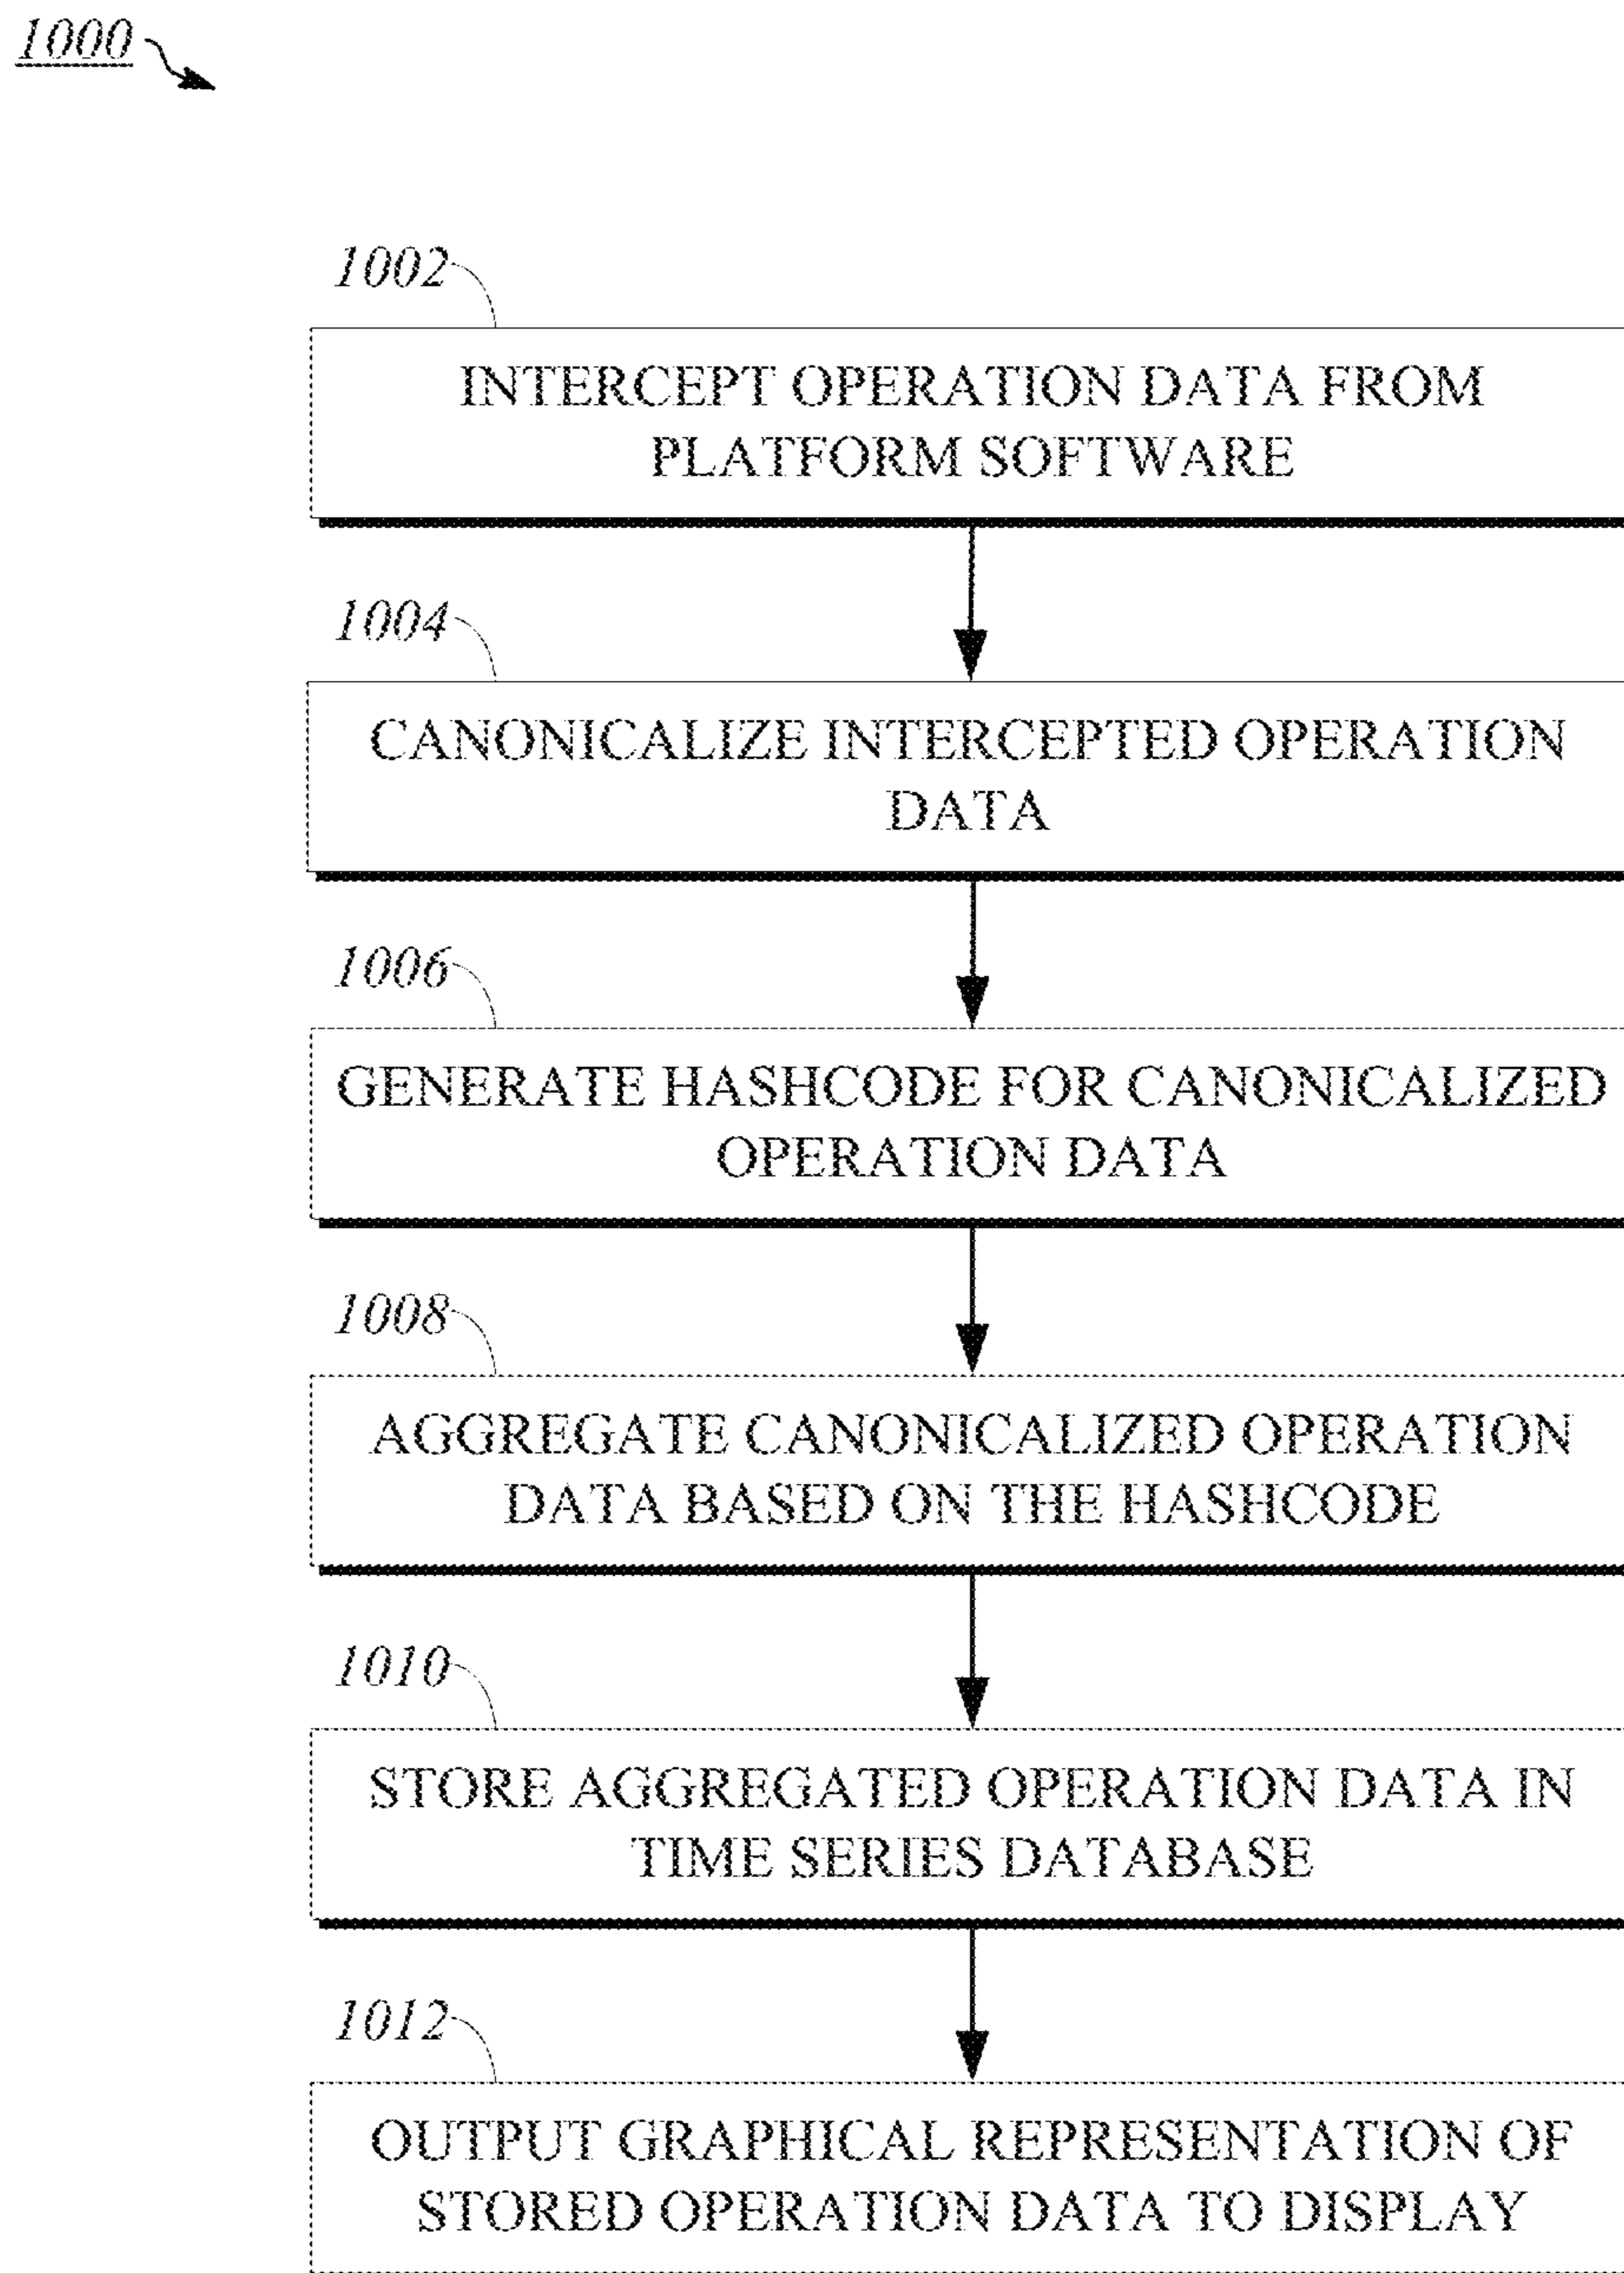 1000
1002
INTERCEPT OPERATION DATA FROM
PLATFORM SOFTWARE
1004
CANONICALIZE INTERCEPTED OPERATION
DATA
1006
GENERATE HASHCODE FOR CANONICALIZED
OPERATION DATA
1008
AGGREGATE CANONICALIZED OPERATION
DATA BASED ON THE HASHCODE
1010
STORE AGGREGATED OPERATION DATA IN
TIME SERIES DATABASE
1012
OUTPUT GRAPHICAL REPRESENTATION OF
STORED OPERATION DATA TO DISPLAY